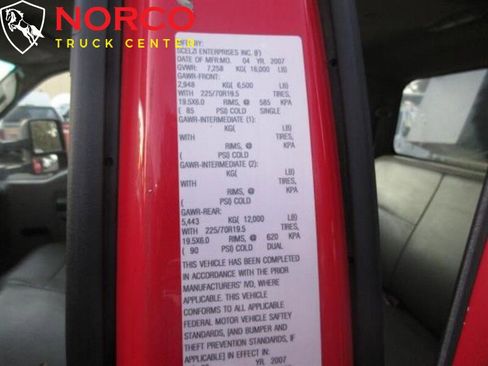 NORCO
TRUCK CENTER
MFD BY:
SCELZI ENTERPRISES INC. (F)
DATE OF MFR:MO. 04 YR. 2007
GVWR: 7,258 KG( 16,000 LB)
GAWR-FRONT:
2,948 KG( 6,500 LB)
WITH 225/70R19.5 TIRES,
19.5X6.0 RIMS, @ 585 KPA
( 85 PSI) COLD SINGLE
GAWR-INTERMEDIATE (1):
KG( LB)
WITH TIRES,
RIMS, @ KPA
( PSI) COLD
GAWR-INTERMEDIATE (2):
KG( LB)
WITH TIRES,
RIMS, @ KPA
( PSI) COLD
GAWR-REAR:
5,443 KG( 12,000 LB)
WITH 225/70R19.5 TIRES,
19.5X6.0 RIMS, @ 620 KPA
( 90 PSI) COLD DUAL
THIS VEHICLE HAS BEEN COMPLETED
IN ACCORDANCE WITH THE PRIOR
MANUFACTURERS' IVD, WHERE
APPLICABLE. THIS VEHICLE
CONFORMS TO ALL APPLICABLE
FEDERAL MOTOR VEHICLE SAFTEY
STANDARDS, [AND BUMPER AND
THEFT PREVENTION STANDARDS, IF
APPLICABLE] IN EFFECT IN
YR. 2007